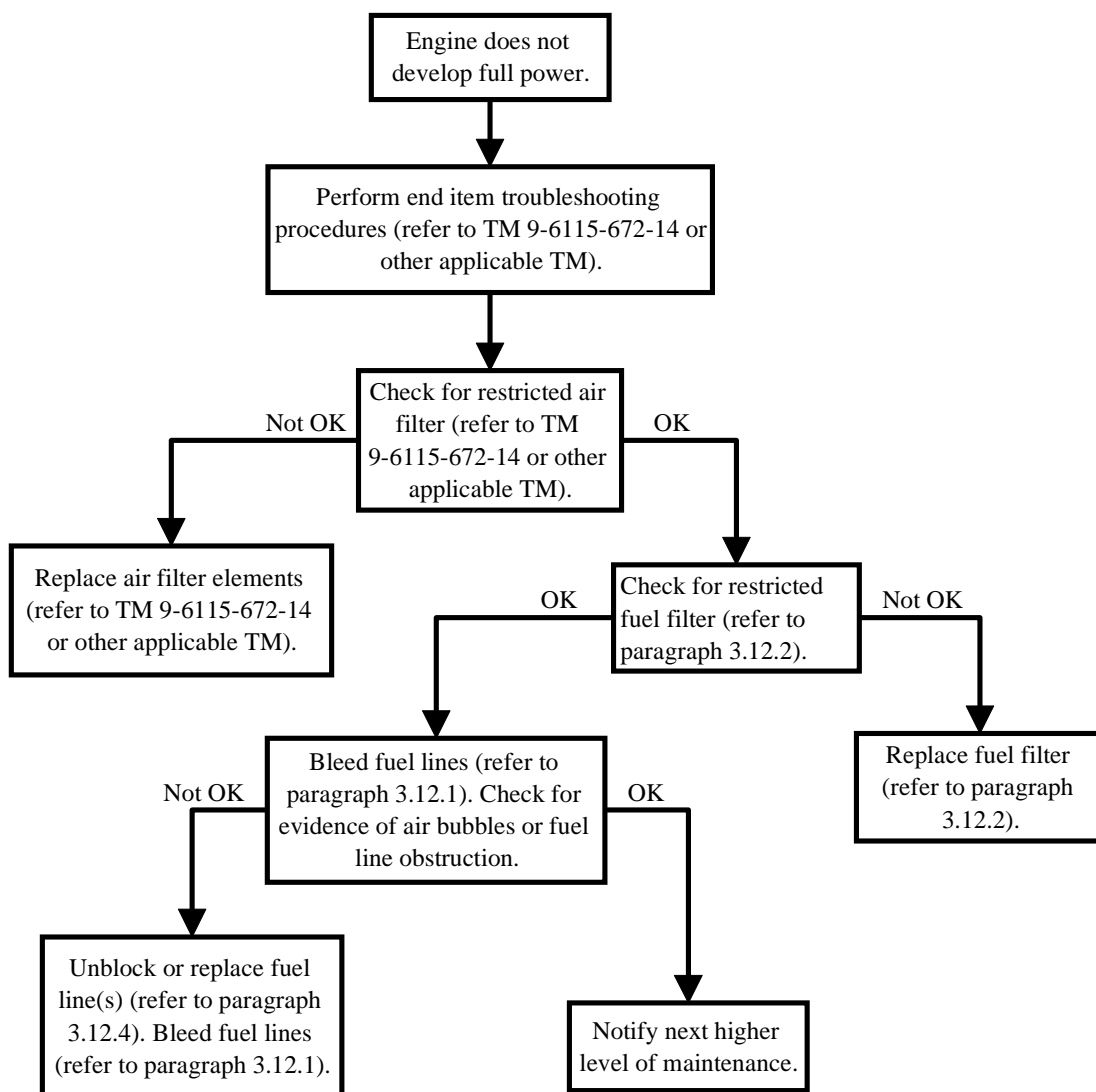 Engine does not
develop full power.
Perform end item troubleshooting
procedures (refer to TM 9-6115-672-14 or
other applicable TM).
Check for restricted air
filter (refer to TM
9-6115-672-14 or other
applicable TM).
Not OK
OK
Replace air filter elements
(refer to TM 9-6115-672-14
or other applicable TM).
Check for restricted
fuel filter (refer to
paragraph 3.12.2).
OK
Not OK
Bleed fuel lines (refer to
paragraph 3.12.1). Check for
evidence of air bubbles or fuel
line obstruction.
Replace fuel filter
(refer to paragraph
3.12.2).
Not OK
OK
Unblock or replace fuel
line(s) (refer to paragraph
3.12.4). Bleed fuel lines
(refer to paragraph 3.12.1).
Notify next higher
level of maintenance.